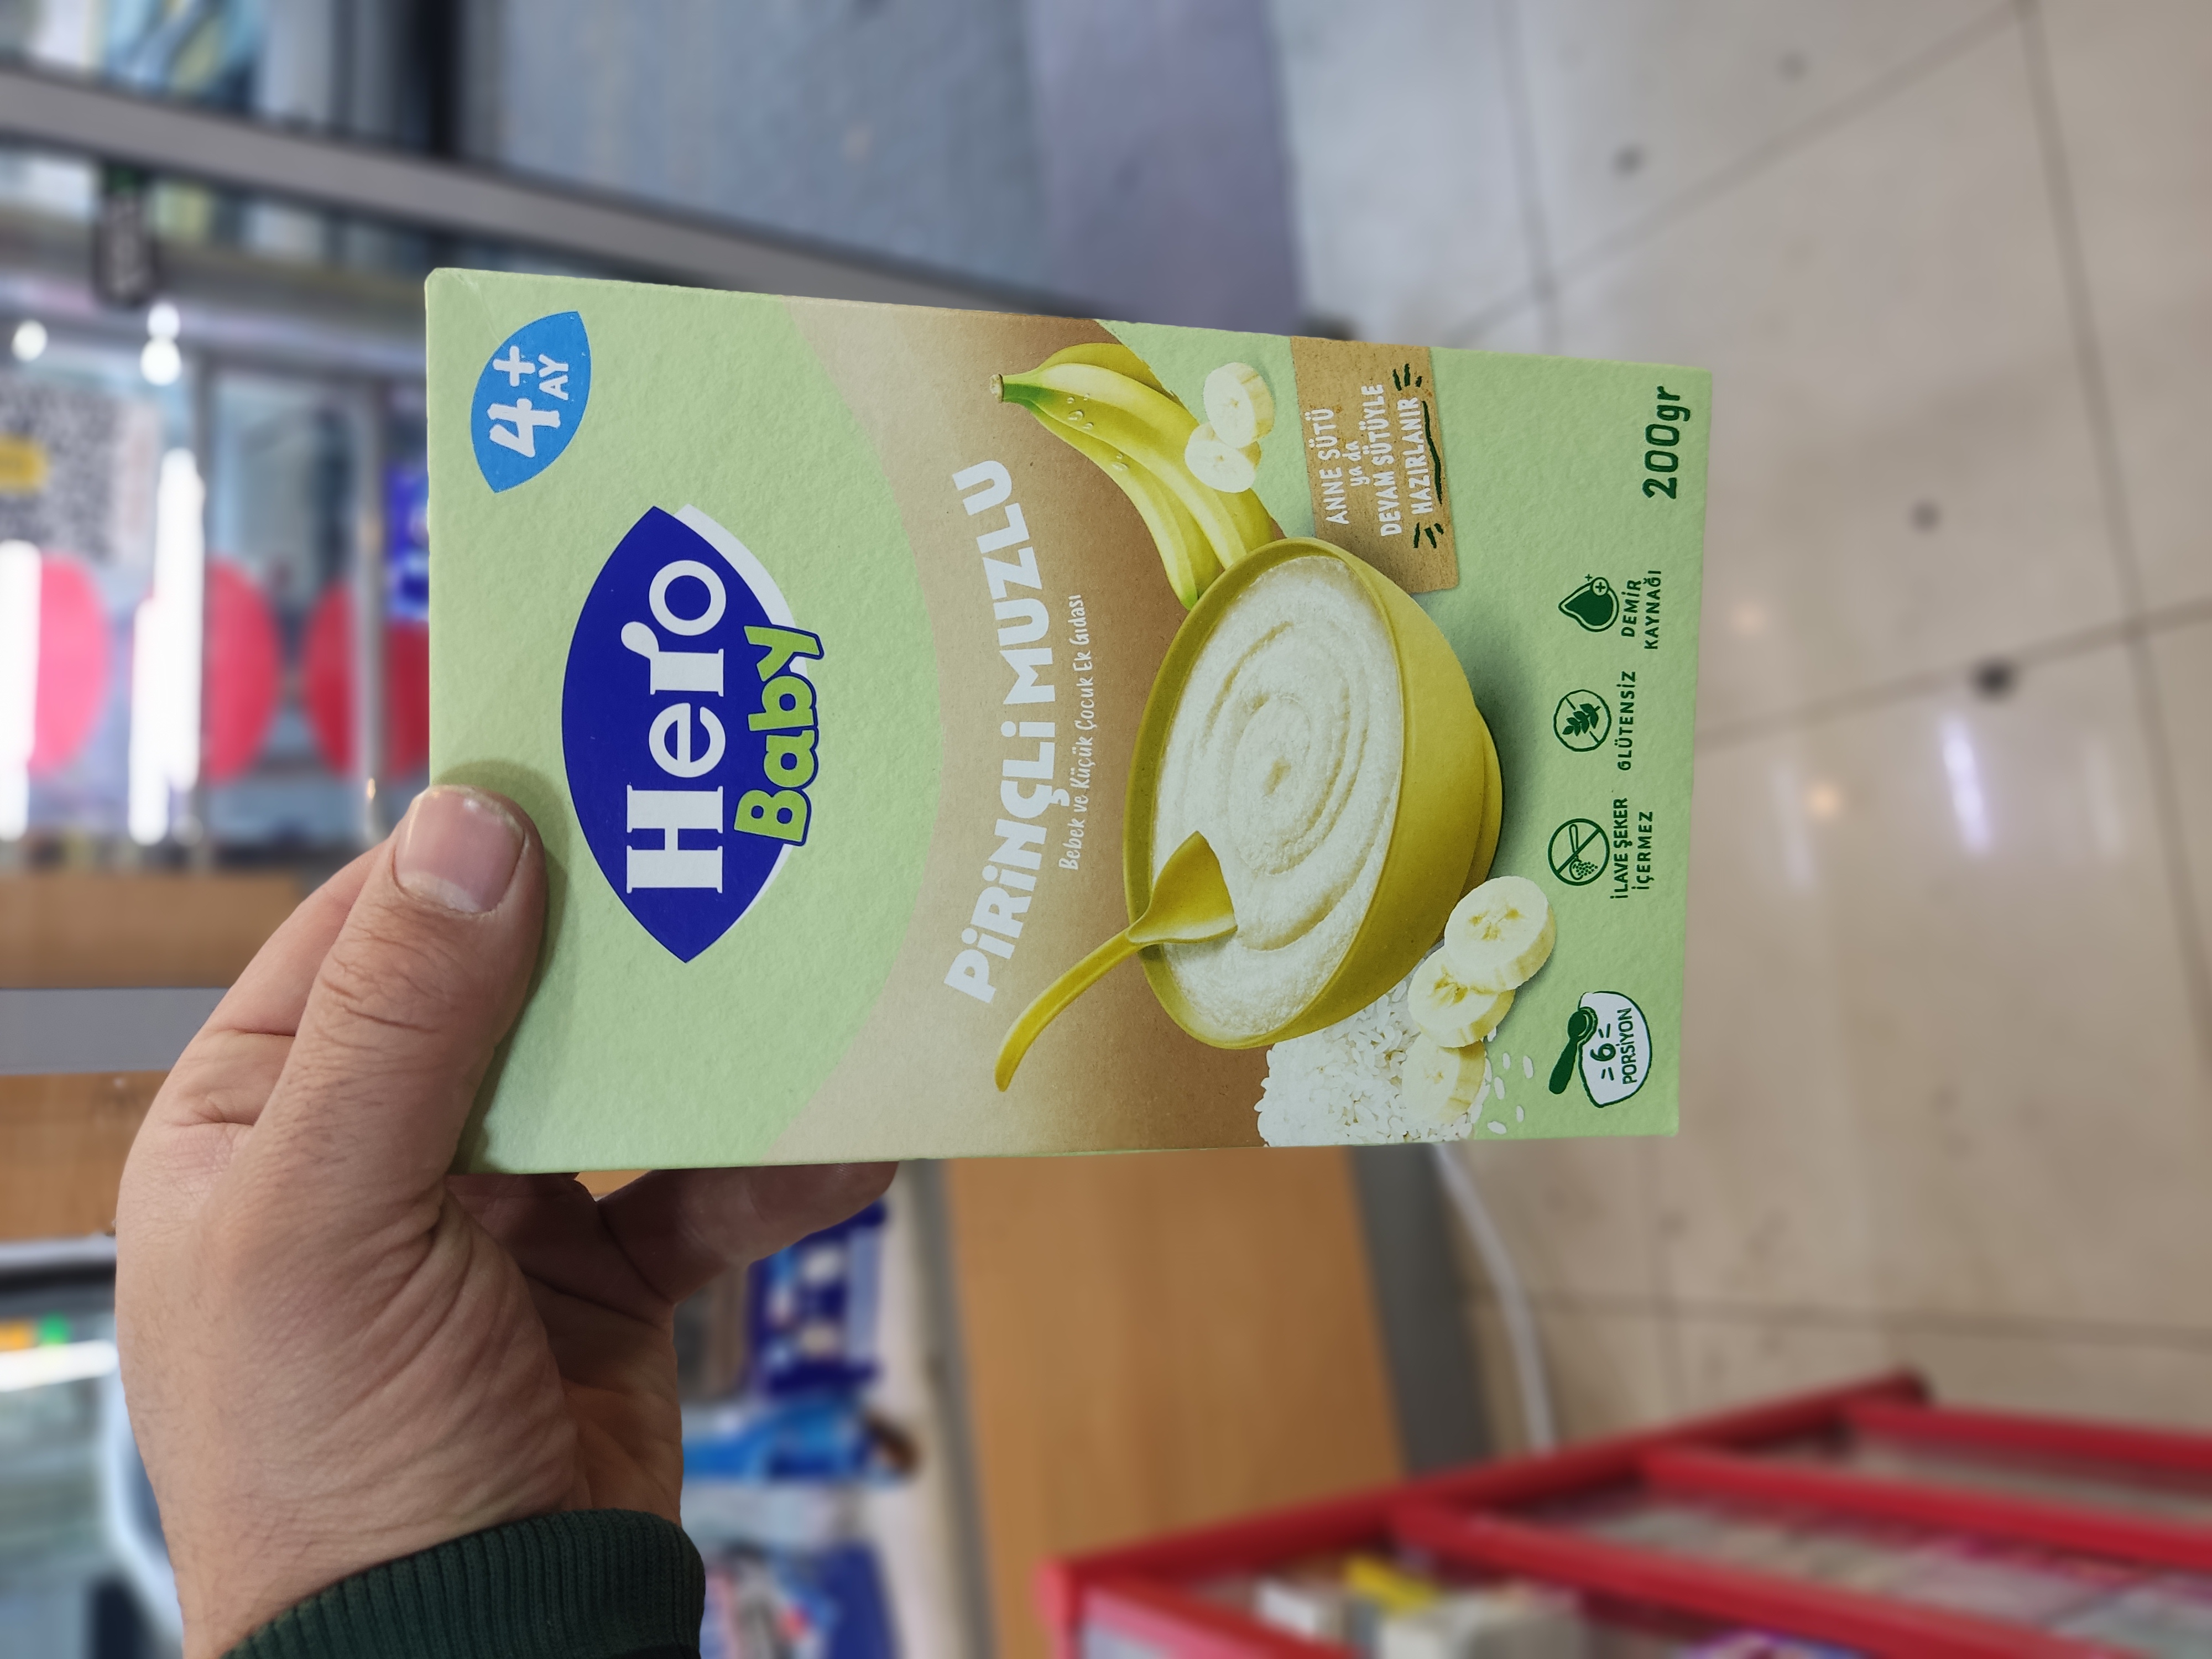 4+
AY
Hero
Baby
PİRİNÇLİ MUZLU
Bebek ve Küçük Çocuk Ek Gıdası
ANNE SÜTÜ
ya da
DEVAM SÜTÜYLE
HAZIRLANIR
=6=
PORSİYON
İLAVE ŞEKER
İÇERMEZ
GLÜTENSİZ
DEMİR
KAYNAĞI
200gr